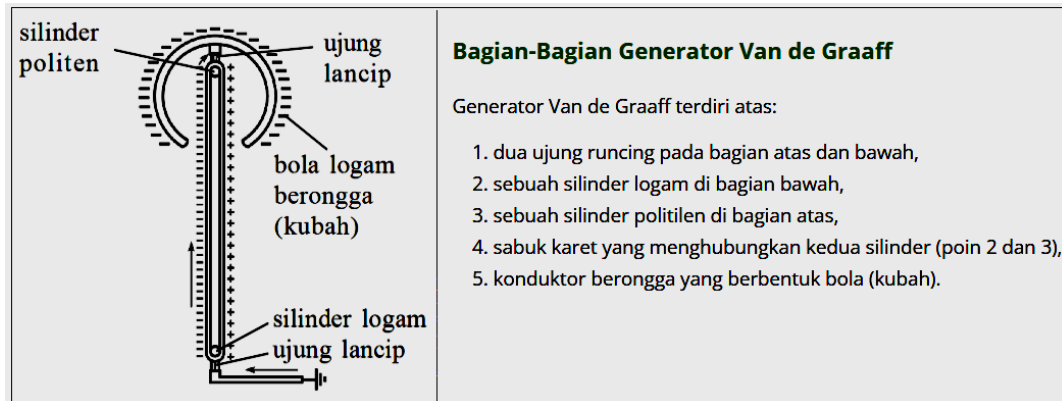 silinder
politen
ujung
lancip
bola logam
berongga
(kubah)
silinder logam
ujung lancip
Bagian-Bagian Generator Van de Graaff
Generator Van de Graaff terdiri atas:
1. dua ujung runcing pada bagian atas dan bawah,
2. sebuah silinder logam di bagian bawah,
3. sebuah silinder politilen di bagian atas,
4. sabuk karet yang menghubungkan kedua silinder (poin 2 dan 3),
5. konduktor berongga yang berbentuk bola (kubah).